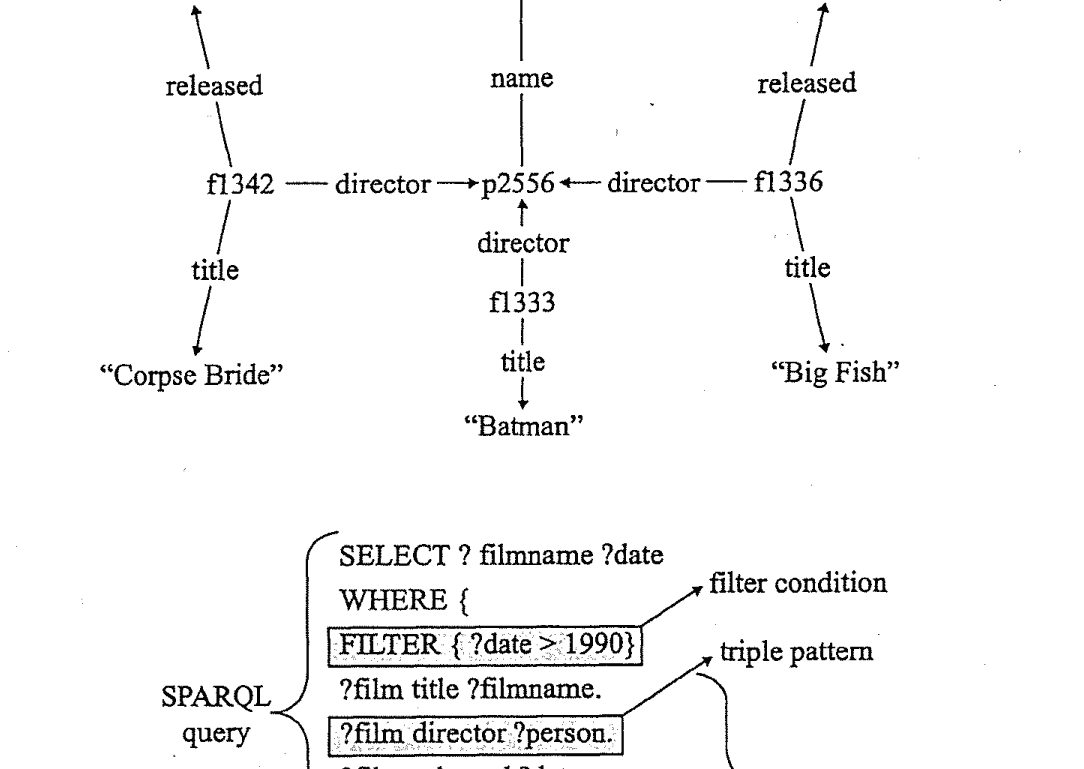 released name released
f1342 director p2556 director f1336
director
title title
f1333
title
“Corpse Bride” “Big Fish”
“Batman”
SELECT ? filmname ?date
filter condition
WHERE {
FILTER { ?date > 1990}
triple pattern
?film title ?filmname.
SPARQL
query
?film director ?person.